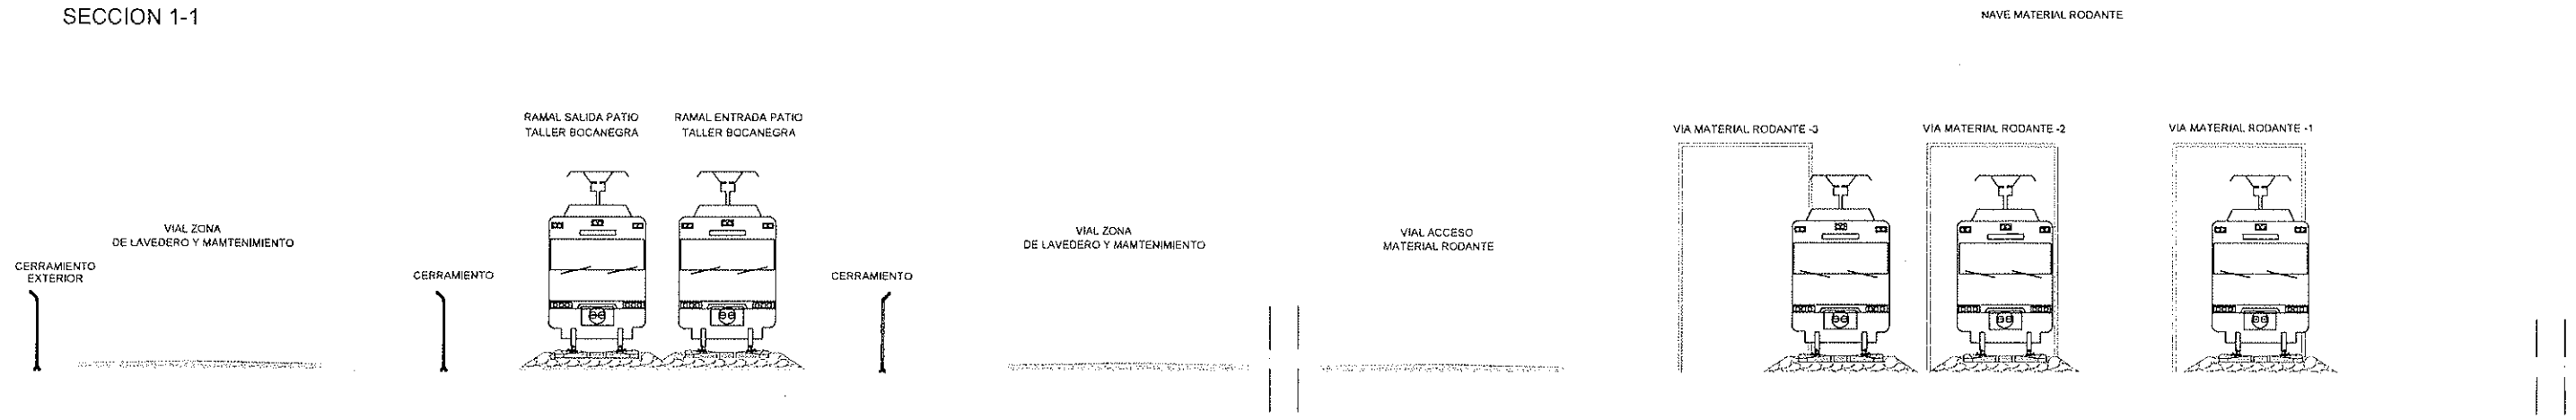 SECCION 1-1
NAVE MATERIAL RODANTE
RAMAL SALIDA PATIO
TALLER BOCANEGRA
RAMAL ENTRADA PATIO
TALLER BOCANEGRA
VIA MATERIAL RODANTE -3
VIA MATERIAL RODANTE -2
VIA MATERIAL RODANTE -1
VIAL ZONA
DE LAVEDERO Y MAMTENIMIENTO
VIAL ZONA
DE LAVEDERO Y MAMTENIMIENTO
VIAL ACCESO
MATERIAL RODANTE
CERRAMIENTO
EXTERIOR
CERRAMIENTO
CERRAMIENTO